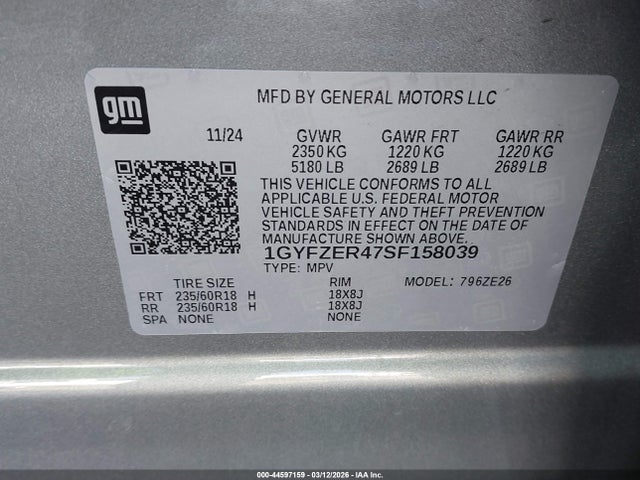 gm
MFD BY GENERAL MOTORS LLC
11/24 GVWR GAWR FRT GAWR RR
2350 KG 1220 KG 1220 KG
5180 LB 2689 LB 2689 LB
THIS VEHICLE CONFORMS TO ALL
APPLICABLE U.S. FEDERAL MOTOR
VEHICLE SAFETY AND THEFT PREVENTION
STANDARDS IN EFFECT ON THE DATE OF
MANUFACTURE SHOWN ABOVE.
1GYFZER47SF158039
TYPE: MPV
TIRE SIZE RIM MODEL: 796ZE26
FRT 235/60R18 H 18X8J
RR 235/60R18 H 18X8J
SPA NONE NONE
000-44597159 - 03/12/2026 - IAA Inc.